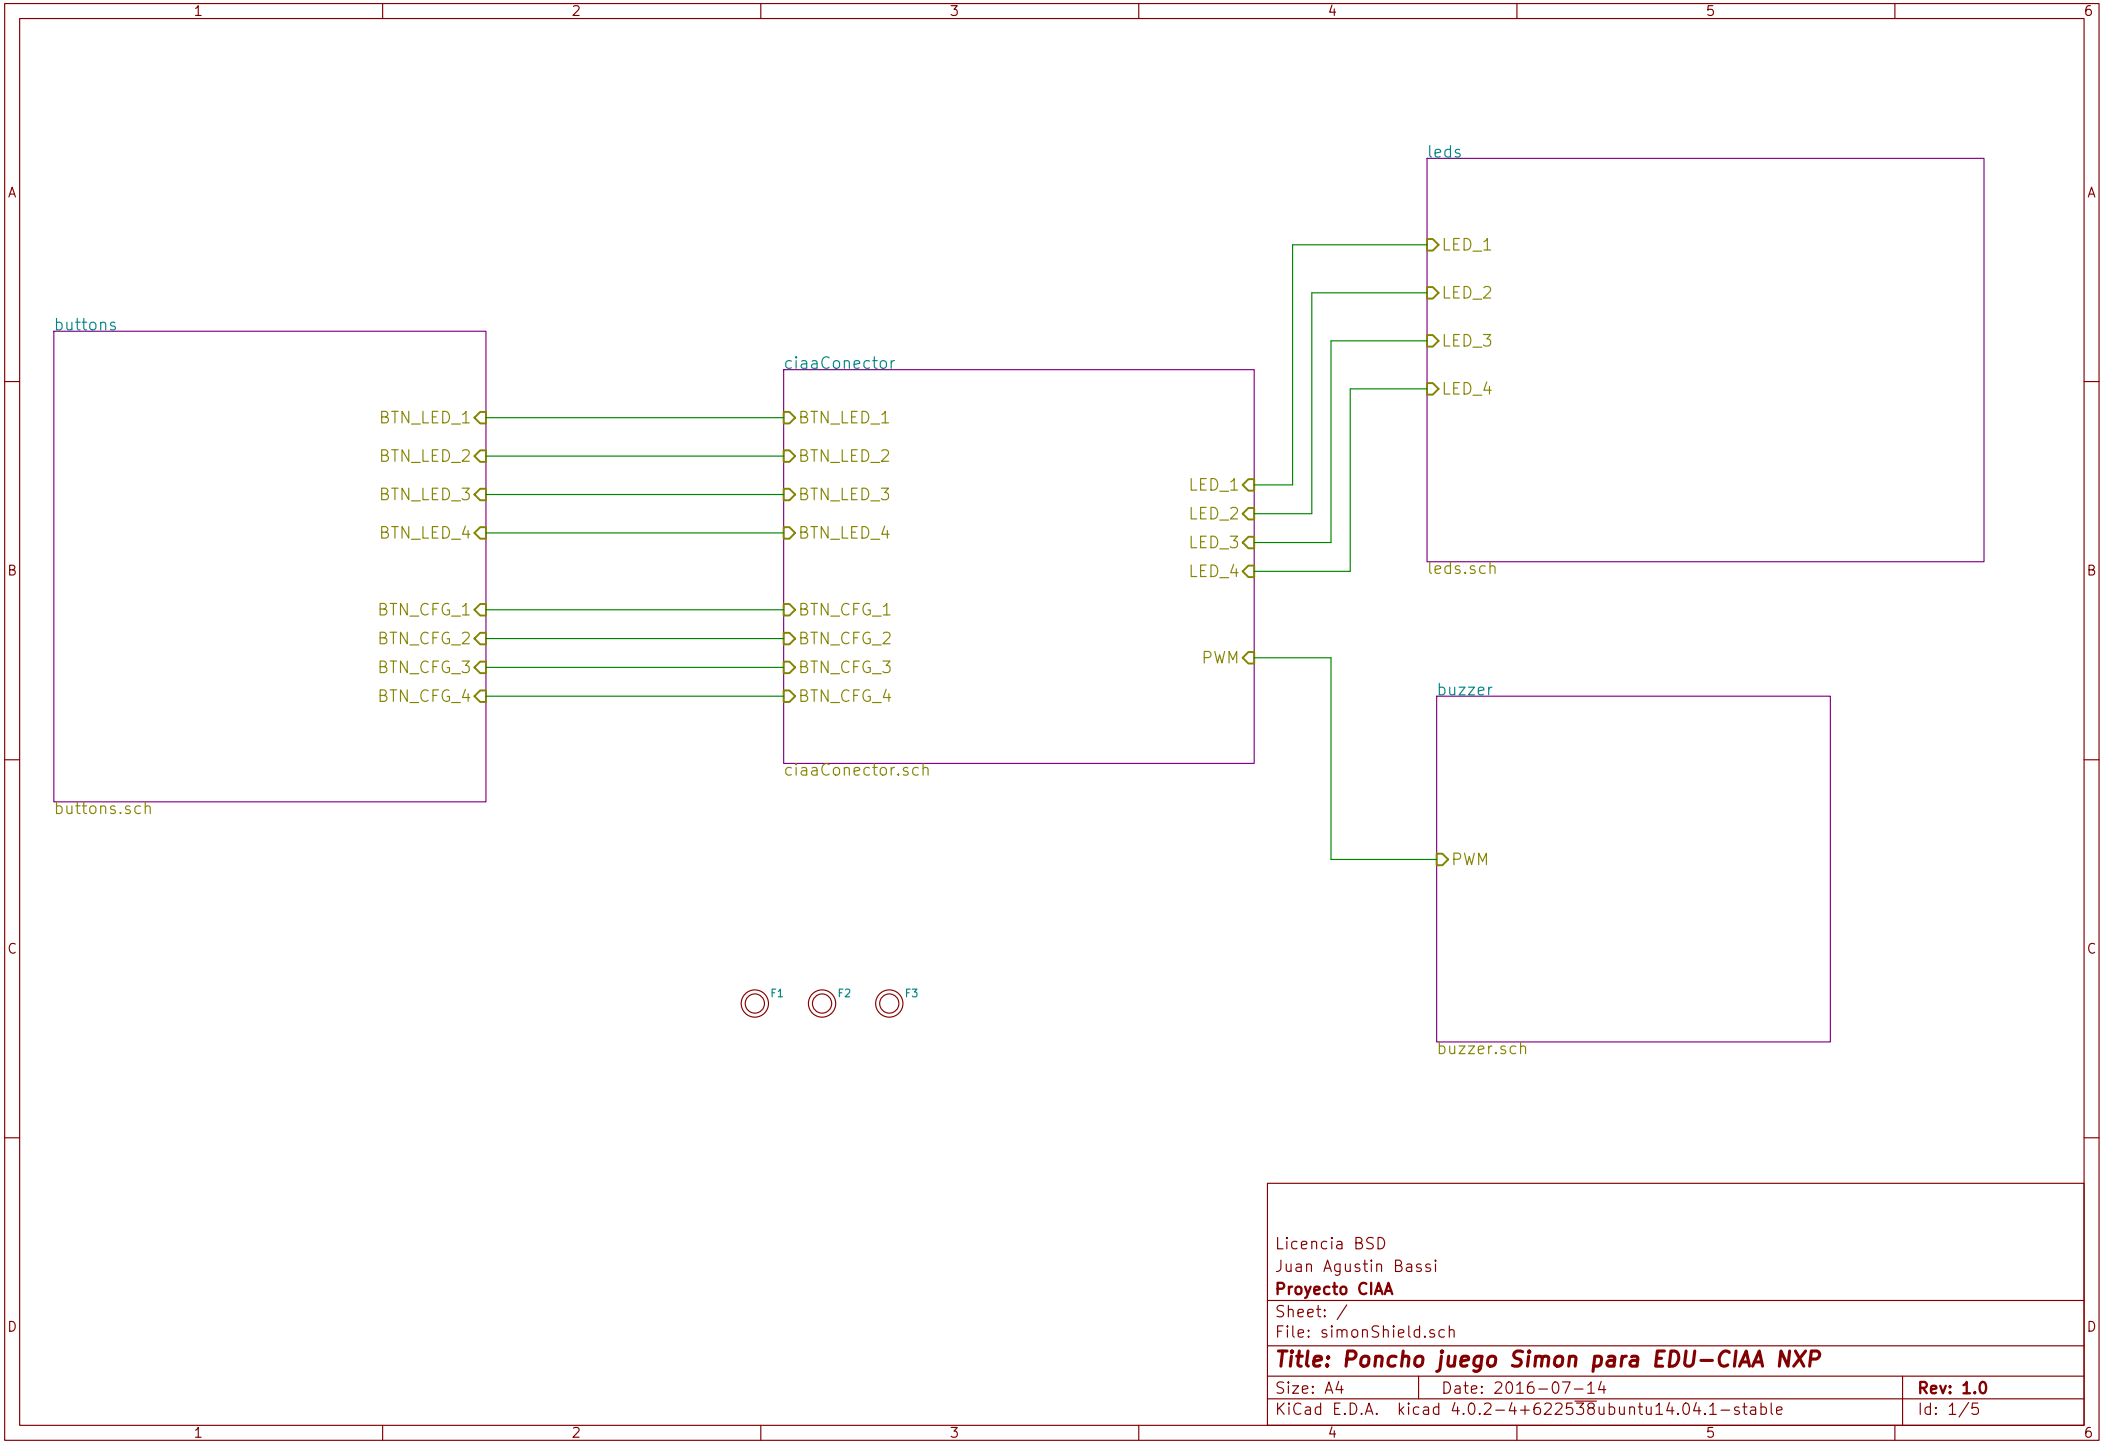 1 2 3 4 5 6
A
B
C
D
A
B
C
D
buttons
BTN_LED_1
BTN_LED_2
BTN_LED_3
BTN_LED_4
BTN_CFG_1
BTN_CFG_2
BTN_CFG_3
BTN_CFG_4
buttons.sch
ciaaConector
BTN_LED_1
BTN_LED_2
BTN_LED_3
BTN_LED_4
BTN_CFG_1
BTN_CFG_2
BTN_CFG_3
BTN_CFG_4
LED_1
LED_2
LED_3
LED_4
PWM
ciaaConector.sch
leds
LED_1
LED_2
LED_3
LED_4
leds.sch
buzzer
PWM
buzzer.sch
F1 F2 F3
Licencia BSD
Juan Agustin Bassi
Proyecto CIAA
Sheet: /
File: simonShield.sch
Title: Poncho juego Simon para EDU-CIAA NXP
Size: A4 Date: 2016-07-14 Rev: 1.0
KiCad E.D.A. kicad 4.0.2-4+622538ubuntu14.04.1-stable Id: 1/5
1 2 3 4 5 6